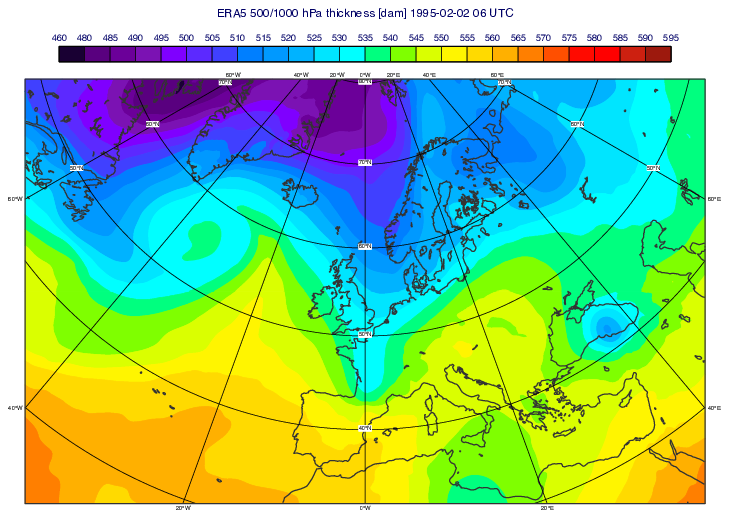 ERA5 500/1000 hPa thickness [dam] 1995-02-02 06 UTC
460 480 485 490 495 500 505 510 515 520 525 530 535 540 545 550 555 560 565 570 575 580 585 590 595
60°W 40°W 20°W 0°W 20°E 40°E 60°E
70°N 80°N 70°N
60°N 60°N
70°N
50°N 50°N
60°W 60°E
60°N
50°N
40°W 40°E
40°N
20°W 0°W 20°E